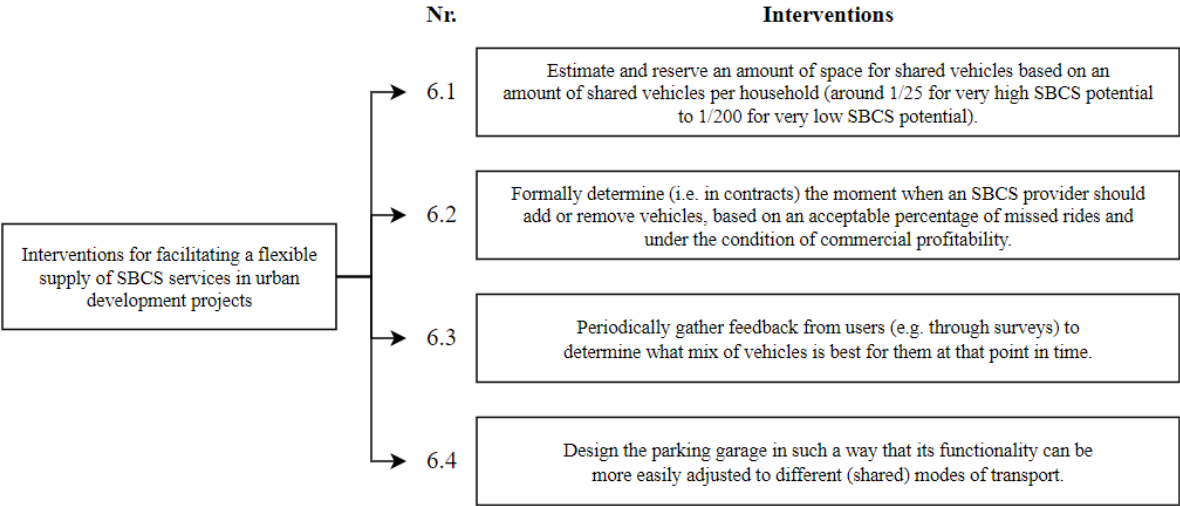 Nr.
Interventions
Interventions for facilitating a flexible
supply of SBCS services in urban
development projects
6.1
Estimate and reserve an amount of space for shared vehicles based on an
amount of shared vehicles per household (around 1/25 for very high SBCS potential
to 1/200 for very low SBCS potential).
6.2
Formally determine (i.e. in contracts) the moment when an SBCS provider should
add or remove vehicles, based on an acceptable percentage of missed rides and
under the condition of commercial profitability.
6.3
Periodically gather feedback from users (e.g. through surveys) to
determine what mix of vehicles is best for them at that point in time.
6.4
Design the parking garage in such a way that its functionality can be
more easily adjusted to different (shared) modes of transport.